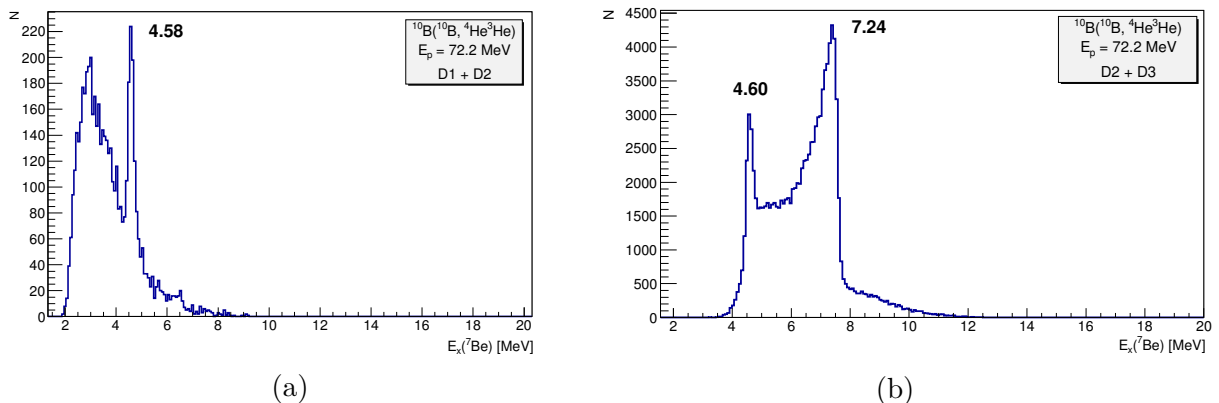 N
220
200
180
160
140
120
100
80
60
40
20
0
2 4 6 8 10 12 14 16 18 20
E_x(⁷Be) [MeV]
4.58
¹⁰B(¹⁰B, ⁴He³He)
E_p = 72.2 MeV
D1 + D2
(a)
N
4500
4000
3500
3000
2500
2000
1500
1000
500
0
2 4 6 8 10 12 14 16 18 20
E_x(⁷Be) [MeV]
4.60
7.24
¹⁰B(¹⁰B, ⁴He³He)
E_p = 72.2 MeV
D2 + D3
(b)